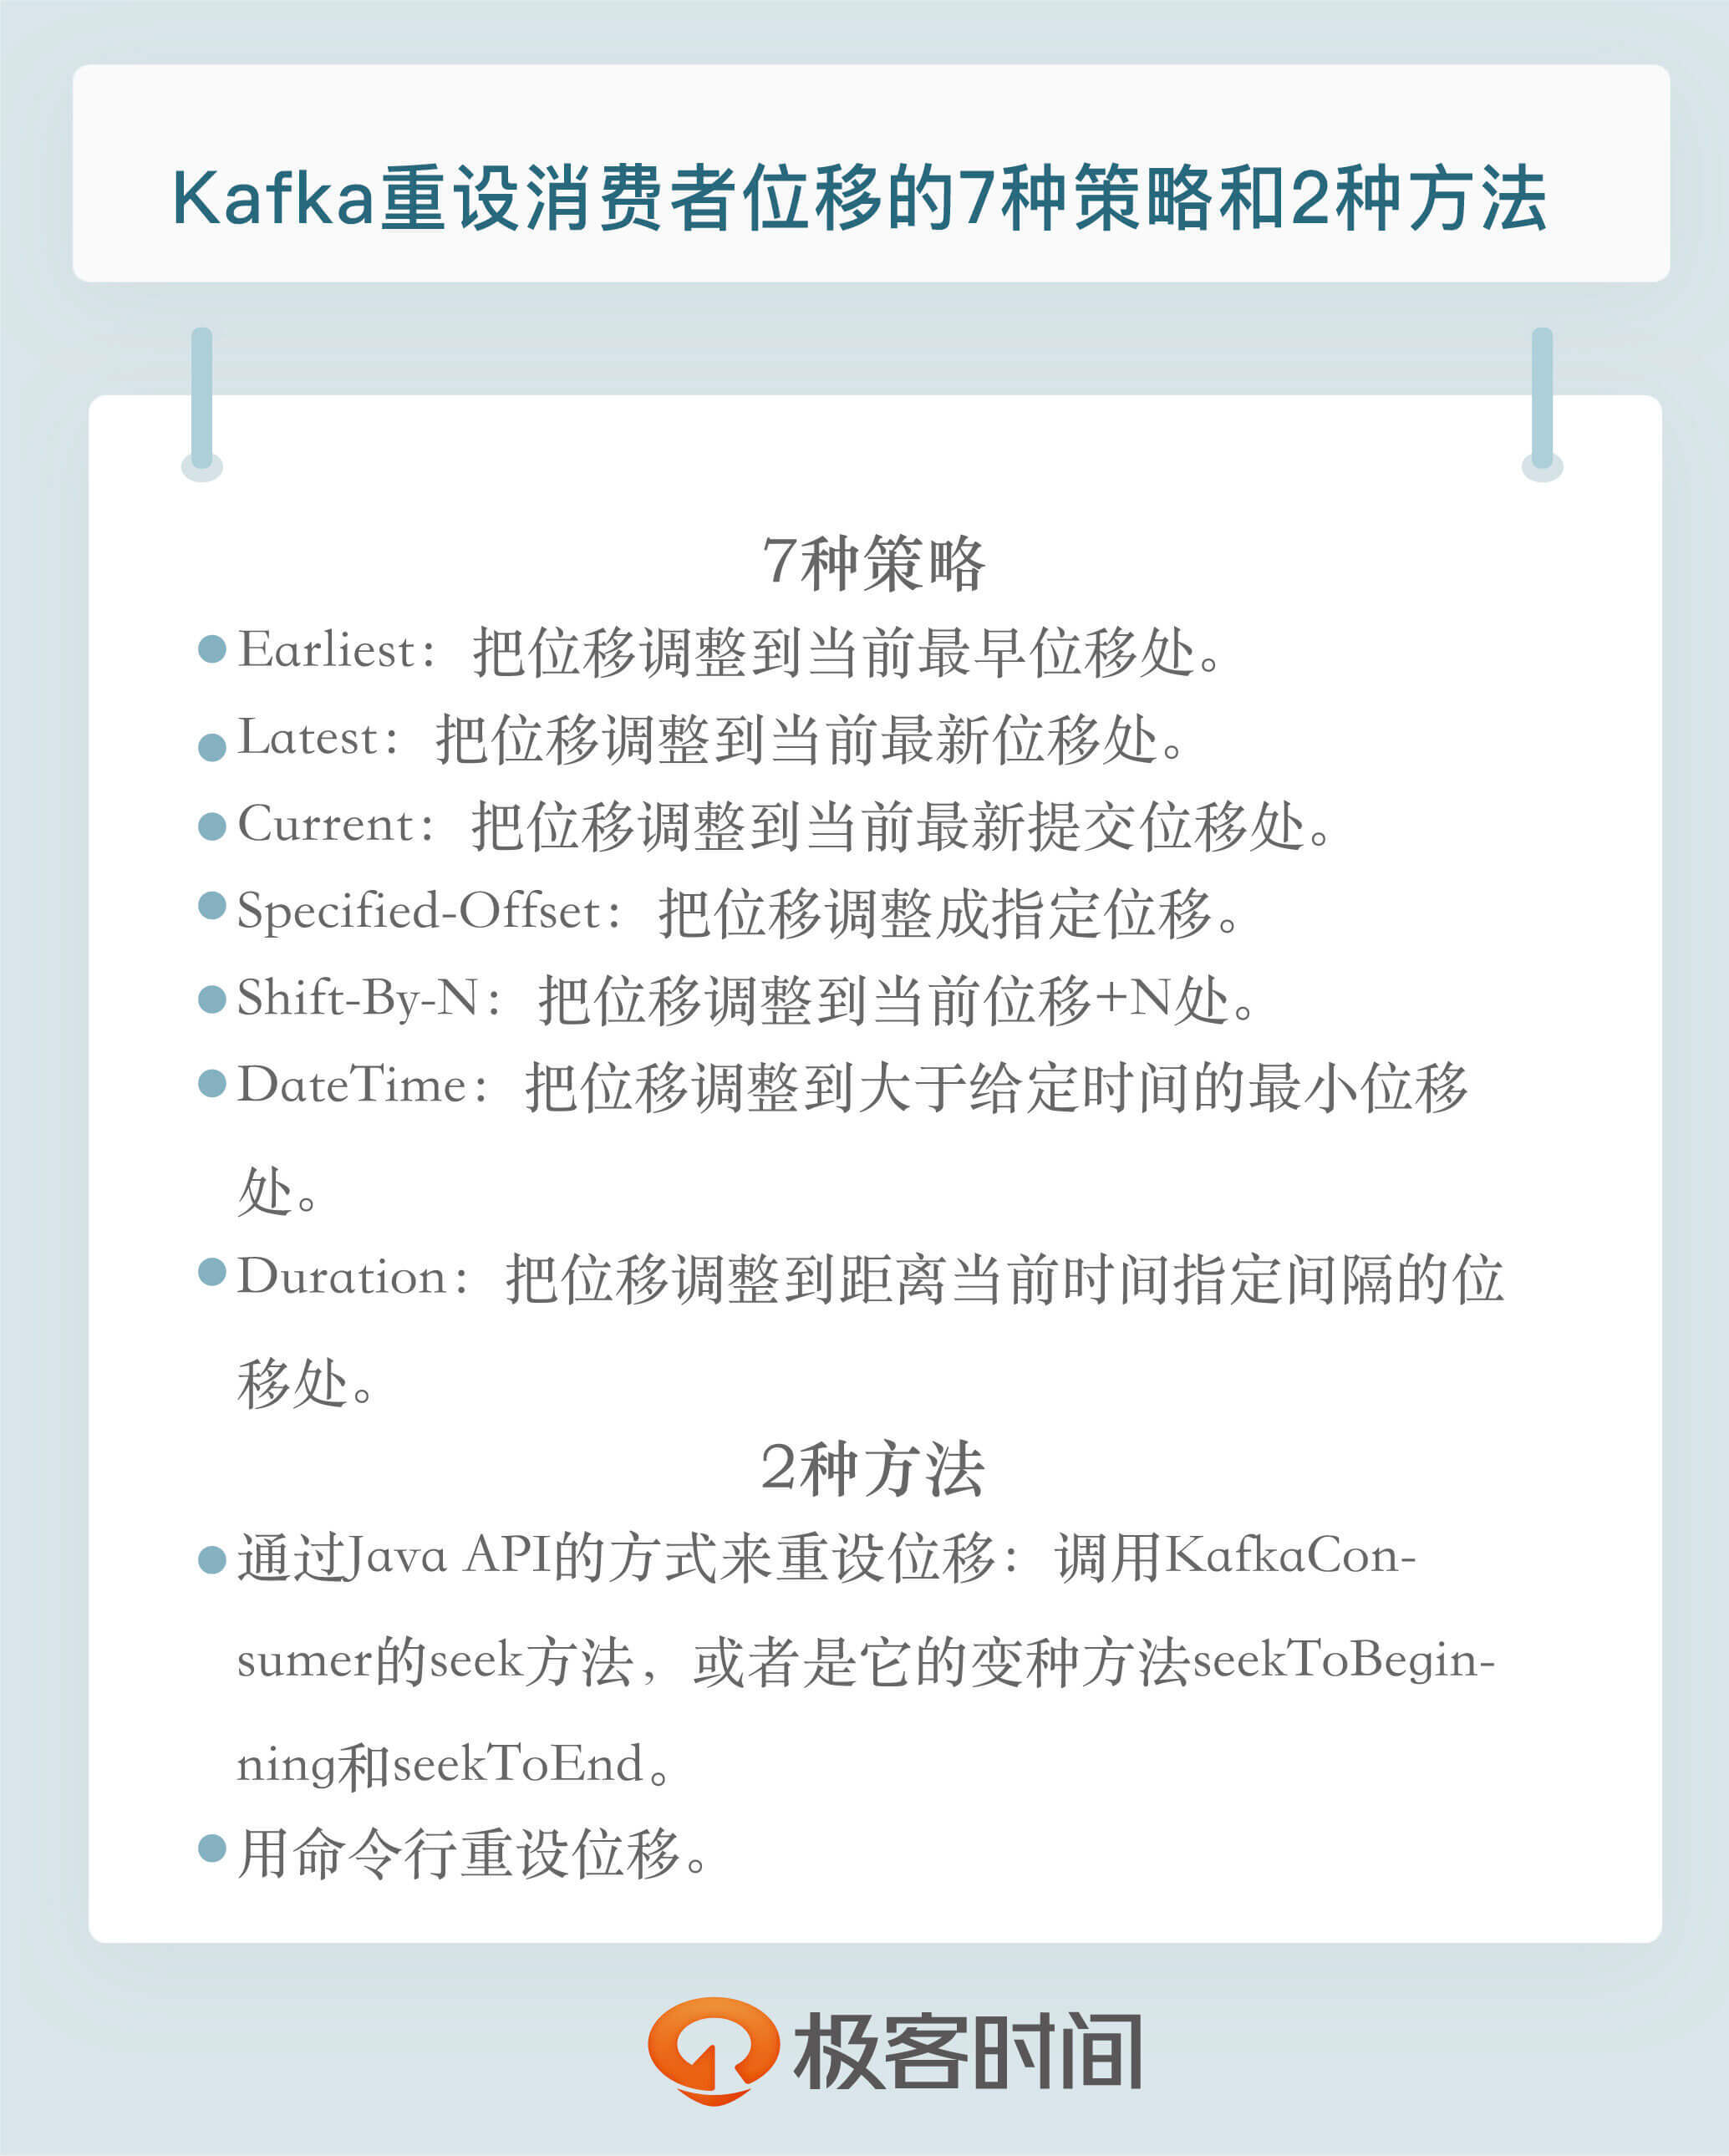 Kafka重设消费者位移的7种策略和2种方法
7种策略
Earliest：把位移调整到当前最早位移处。
Latest：把位移调整到当前最新位移处。
Current：把位移调整到当前最新提交位移处。
Specified-Offset：把位移调整成指定位移。
Shift-By-N：把位移调整到当前位移+N处。
DateTime：把位移调整到大于给定时间的最小位移
处。
Duration：把位移调整到距离当前时间指定间隔的位
移处。
2种方法
通过Java API的方式来重设位移：调用KafkaCon-
sumer的seek方法，或者是它的变种方法seekToBegin-
ning和seekToEnd。
用命令行重设位移。
极客时间